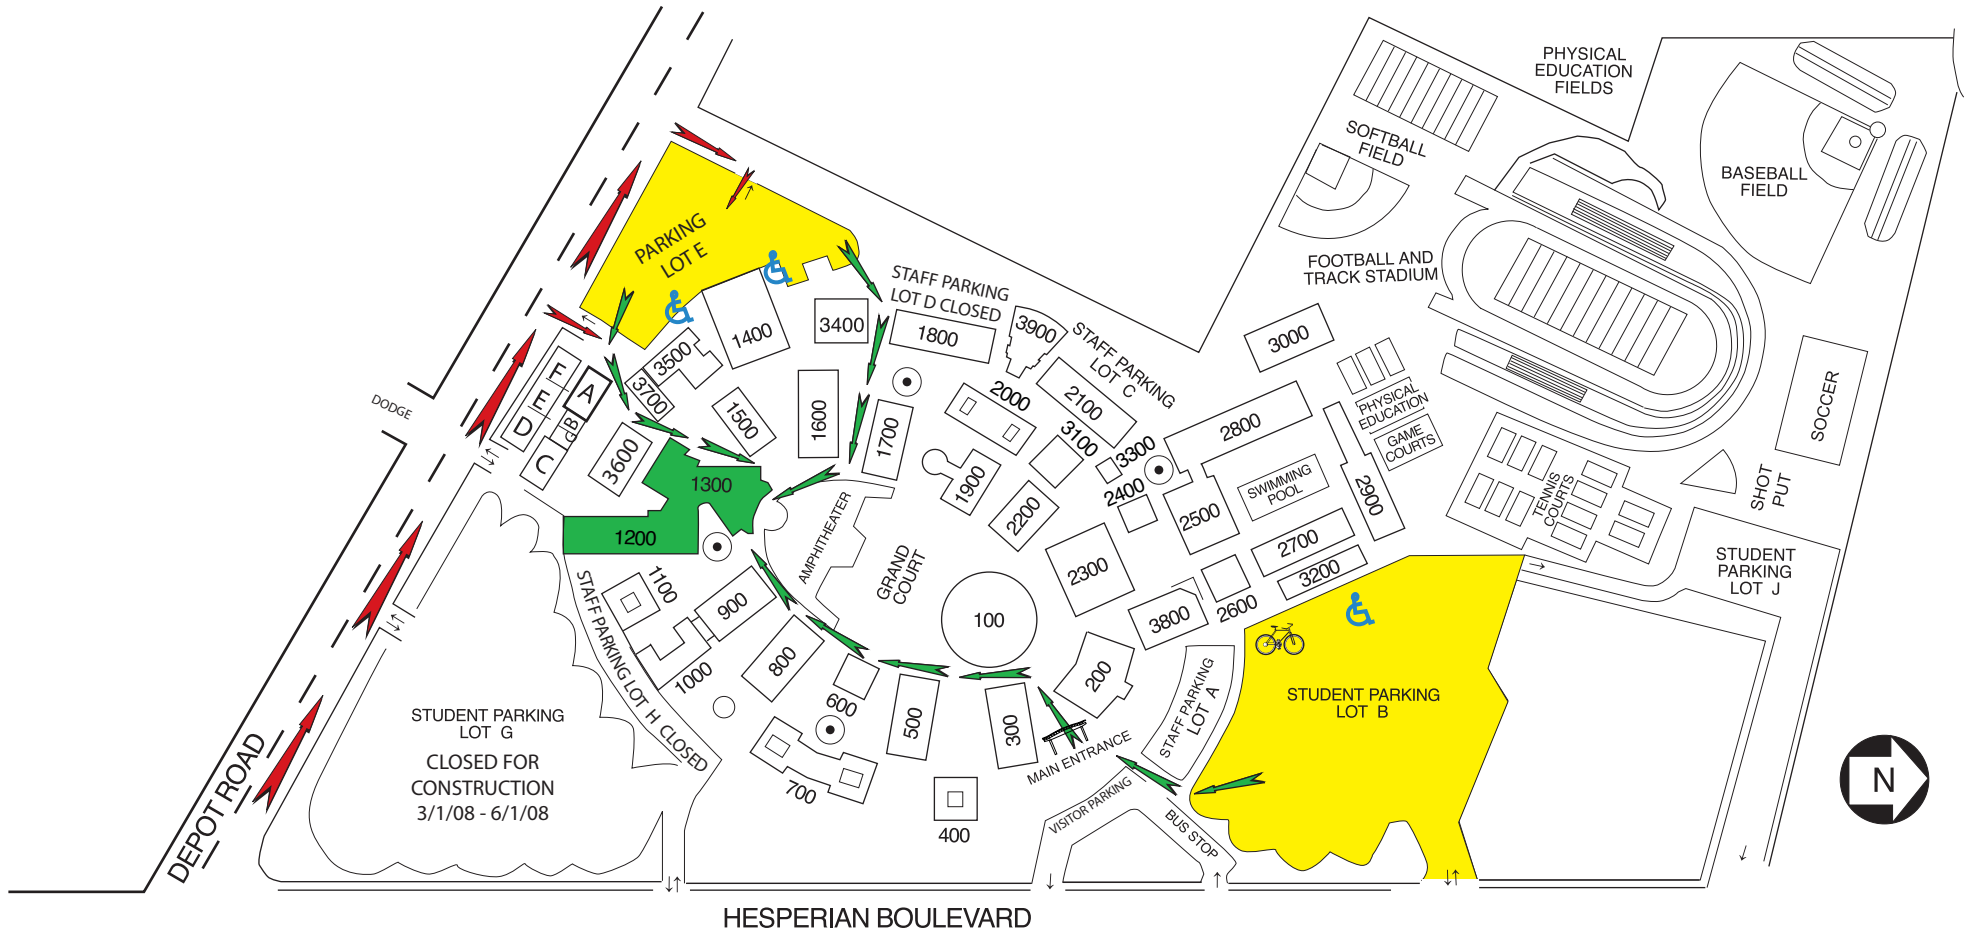 PHYSICAL
EDUCATION
FIELDS
SOFTBALL
FIELD
BASEBALL
FIELD
PARKING
LOT E
FOOTBALL AND
TRACK STADIUM
STAFF PARKING
LOT D CLOSED
1400
3400
1800
3900
STAFF PARKING
LOT C
3000
3500
3700
F
E
D
A
B
G
C
DODGE
1500
1600
1700
2000
2100
3100
3300
2800
PHYSICAL
EDUCATION
GAME
COURTS
SOCCER
3600
1300
1900
2400
2200
2500
SWIMMING
POOL
2900
TENNIS
COURTS
SHOT
PUT
1200
AMPHITHEATER
GRAND
COURT
2300
2700
3200
2600
3800
STUDENT
PARKING
LOT J
1100
900
1000
800
600
500
700
100
200
300
400
STAFF PARKING LOT H CLOSED
STUDENT PARKING
LOT G
CLOSED FOR
CONSTRUCTION
3/1/08 - 6/1/08
STAFF PARKING
LOT A
STUDENT PARKING
LOT B
MAIN ENTRANCE
VISITOR PARKING
BUS STOP
N
DEPOT ROAD
HESPERIAN BOULEVARD